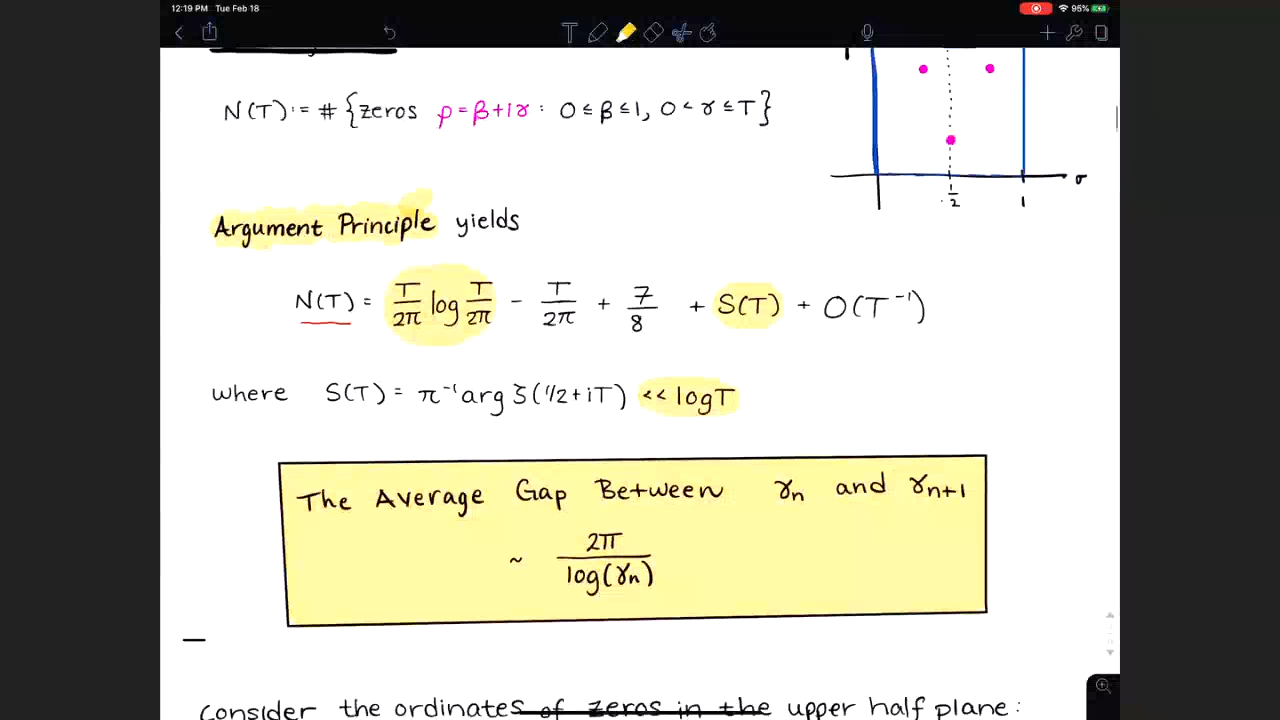 12:19 PM Tue Feb 18
95%
N(T) := # {zeros ρ=β+iγ : 0 ≤ β ≤ 1, 0 < γ ≤ T}
1/2
1
σ
Argument Principle yields
N(T) = T/2π log T/2π - T/2π + 7/8 + S(T) + O(T⁻¹)
where S(T) = π⁻¹ arg ζ(1/2+iT) << log T
The Average Gap Between γn and γn+1
~ 2π/log(γn)
Consider the ordinates of zeros in the upper half plane: